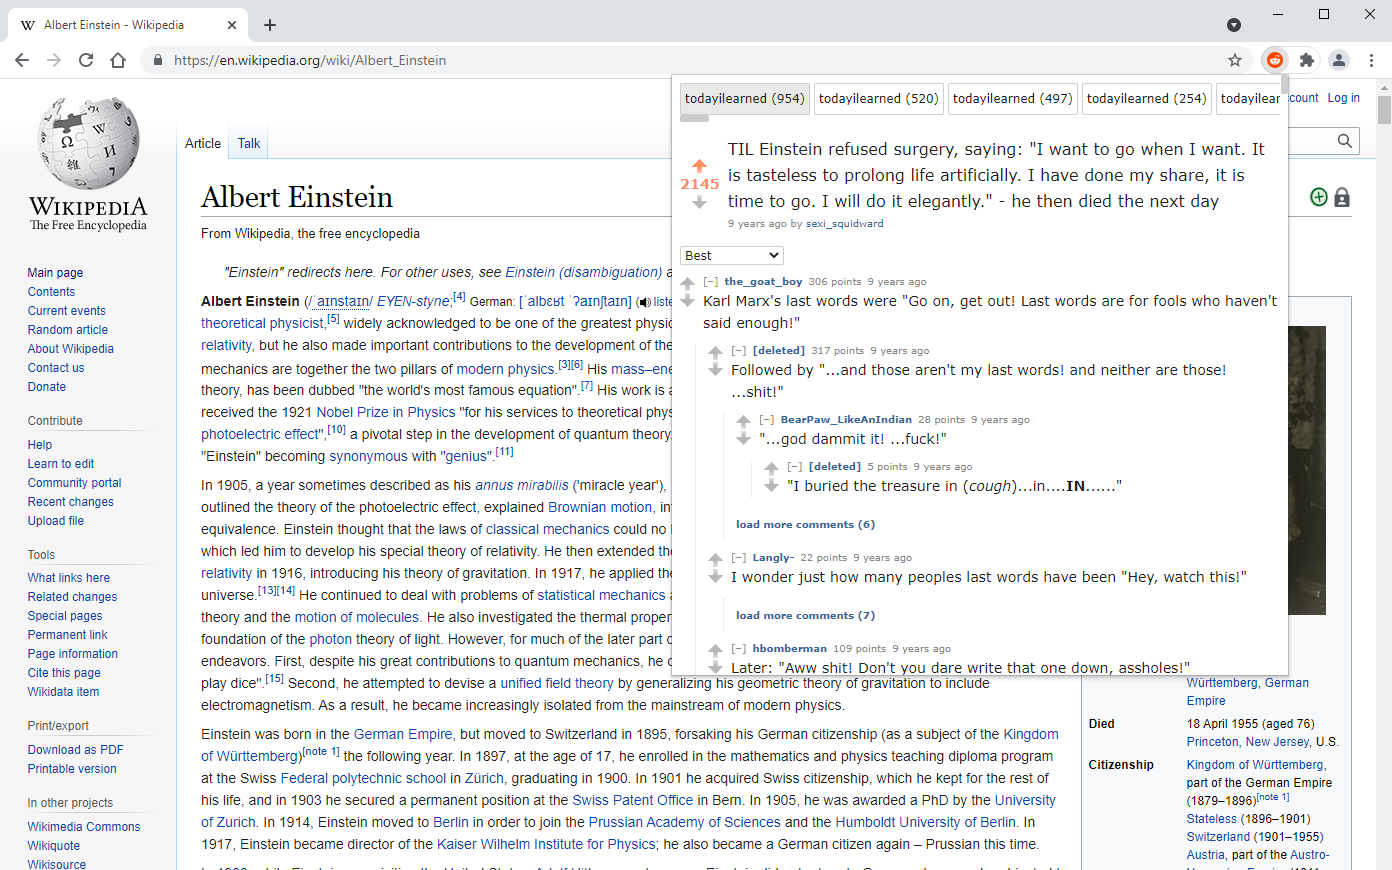 Albert Einstein - Wikipedia
https://en.wikipedia.org/wiki/Albert_Einstein
WIKIPEDIA
The Free Encyclopedia
Main page
Contents
Current events
Random article
About Wikipedia
Contact us
Donate
Contribute
Help
Learn to edit
Community portal
Recent changes
Upload file
Tools
What links here
Related changes
Special pages
Permanent link
Page information
Cite this page
Wikidata item
Print/export
Download as PDF
Printable version
In other projects
Wikimedia Commons
Wikiquote
Wikisource
Article Talk
count Log in
Albert Einstein
From Wikipedia, the free encyclopedia
"Einstein" redirects here. For other uses, see Einstein (disambiguation) a
Albert Einstein (/ˈaɪnstaɪn/ EYEN-styne;[4] German: [ˈalbɛʁt ˈʔaɪnʃtaɪn] (liste
theoretical physicist,[5] widely acknowledged to be one of the greatest physic
relativity, but he also made important contributions to the development of the
mechanics are together the two pillars of modern physics.[3][6] His mass–ene
theory, has been dubbed "the world's most famous equation".[7] His work is a
received the 1921 Nobel Prize in Physics "for his services to theoretical phys
photoelectric effect",[10] a pivotal step in the development of quantum theory.
"Einstein" becoming synonymous with "genius".[11]
In 1905, a year sometimes described as his annus mirabilis ('miracle year'),
outlined the theory of the photoelectric effect, explained Brownian motion, in
equivalence. Einstein thought that the laws of classical mechanics could no
which led him to develop his special theory of relativity. He then extended the
relativity in 1916, introducing his theory of gravitation. In 1917, he applied the
universe.[13][14] He continued to deal with problems of statistical mechanics a
theory and the motion of molecules. He also investigated the thermal proper
foundation of the photon theory of light. However, for much of the later part o
endeavors. First, despite his great contributions to quantum mechanics, he o
play dice".[15] Second, he attempted to devise a unified field theory by generalizing his geometric theory of gravitation to include
electromagnetism. As a result, he became increasingly isolated from the mainstream of modern physics.
Einstein was born in the German Empire, but moved to Switzerland in 1895, forsaking his German citizenship (as a subject of the Kingdom
of Württemberg)[note 1] the following year. In 1897, at the age of 17, he enrolled in the mathematics and physics teaching diploma program
at the Swiss Federal polytechnic school in Zürich, graduating in 1900. In 1901 he acquired Swiss citizenship, which he kept for the rest of
his life, and in 1903 he secured a permanent position at the Swiss Patent Office in Bern. In 1905, he was awarded a PhD by the University
of Zurich. In 1914, Einstein moved to Berlin in order to join the Prussian Academy of Sciences and the Humboldt University of Berlin. In
1917, Einstein became director of the Kaiser Wilhelm Institute for Physics; he also became a German citizen again – Prussian this time.
todayilearned (954) todayilearned (520) todayilearned (497) todayilearned (254) todayilear
TIL Einstein refused surgery, saying: "I want to go when I want. It
is tasteless to prolong life artificially. I have done my share, it is
time to go. I will do it elegantly." - he then died the next day
2145
9 years ago by sexi_squidward
Best
[−] the_goat_boy 306 points 9 years ago
Karl Marx's last words were "Go on, get out! Last words are for fools who haven't
said enough!"
[−] [deleted] 317 points 9 years ago
Followed by "...and those aren't my last words! and neither are those!
...shit!"
[−] BearPaw_LikeAnIndian 28 points 9 years ago
"...god dammit it! ...fuck!"
[−] [deleted] 5 points 9 years ago
"I buried the treasure in (cough)...in....IN......"
load more comments (6)
[−] Langly- 22 points 9 years ago
I wonder just how many peoples last words have been "Hey, watch this!"
load more comments (7)
[−] hbomberman 109 points 9 years ago
Later: "Aww shit! Don't you dare write that one down, assholes!"
Württemberg, German
Empire
Died 18 April 1955 (aged 76)
Princeton, New Jersey, U.S.
Citizenship Kingdom of Württemberg,
part of the German Empire
(1879–1896)[note 1]
Stateless (1896–1901)
Switzerland (1901–1955)
Austria, part of the Austro-